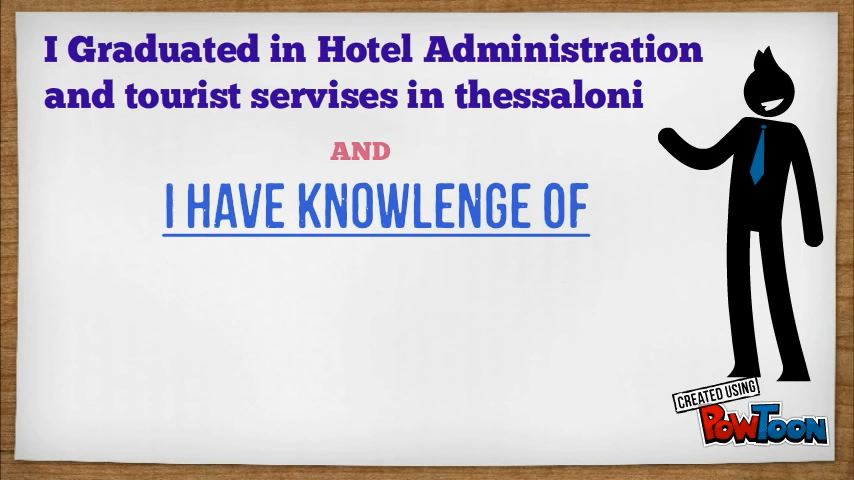 I Graduated in Hotel Administration
and tourist servises in thessaloni
AND
I HAVE KNOWLENGE OF
CREATED USING
POWTOON